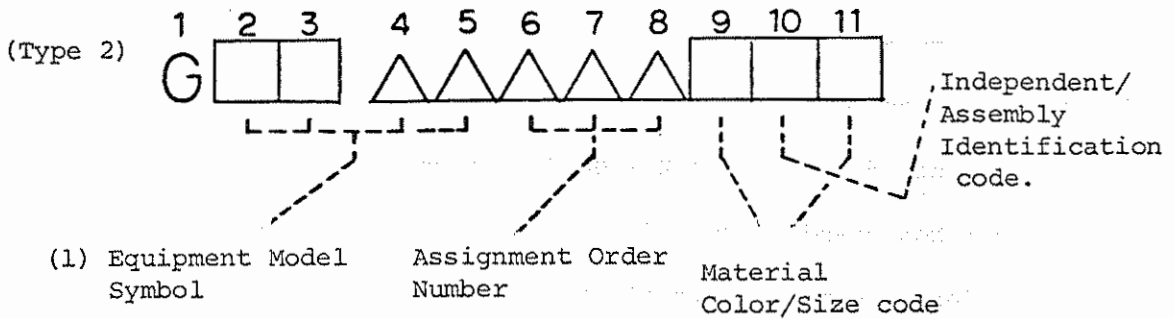 1 2 3 4 5 6 7 8 9 10 11
(Type 2) G
Independent/
Assembly
Identification
code.
(1) Equipment Model
Symbol
Assignment Order
Number
Material
Color/Size code